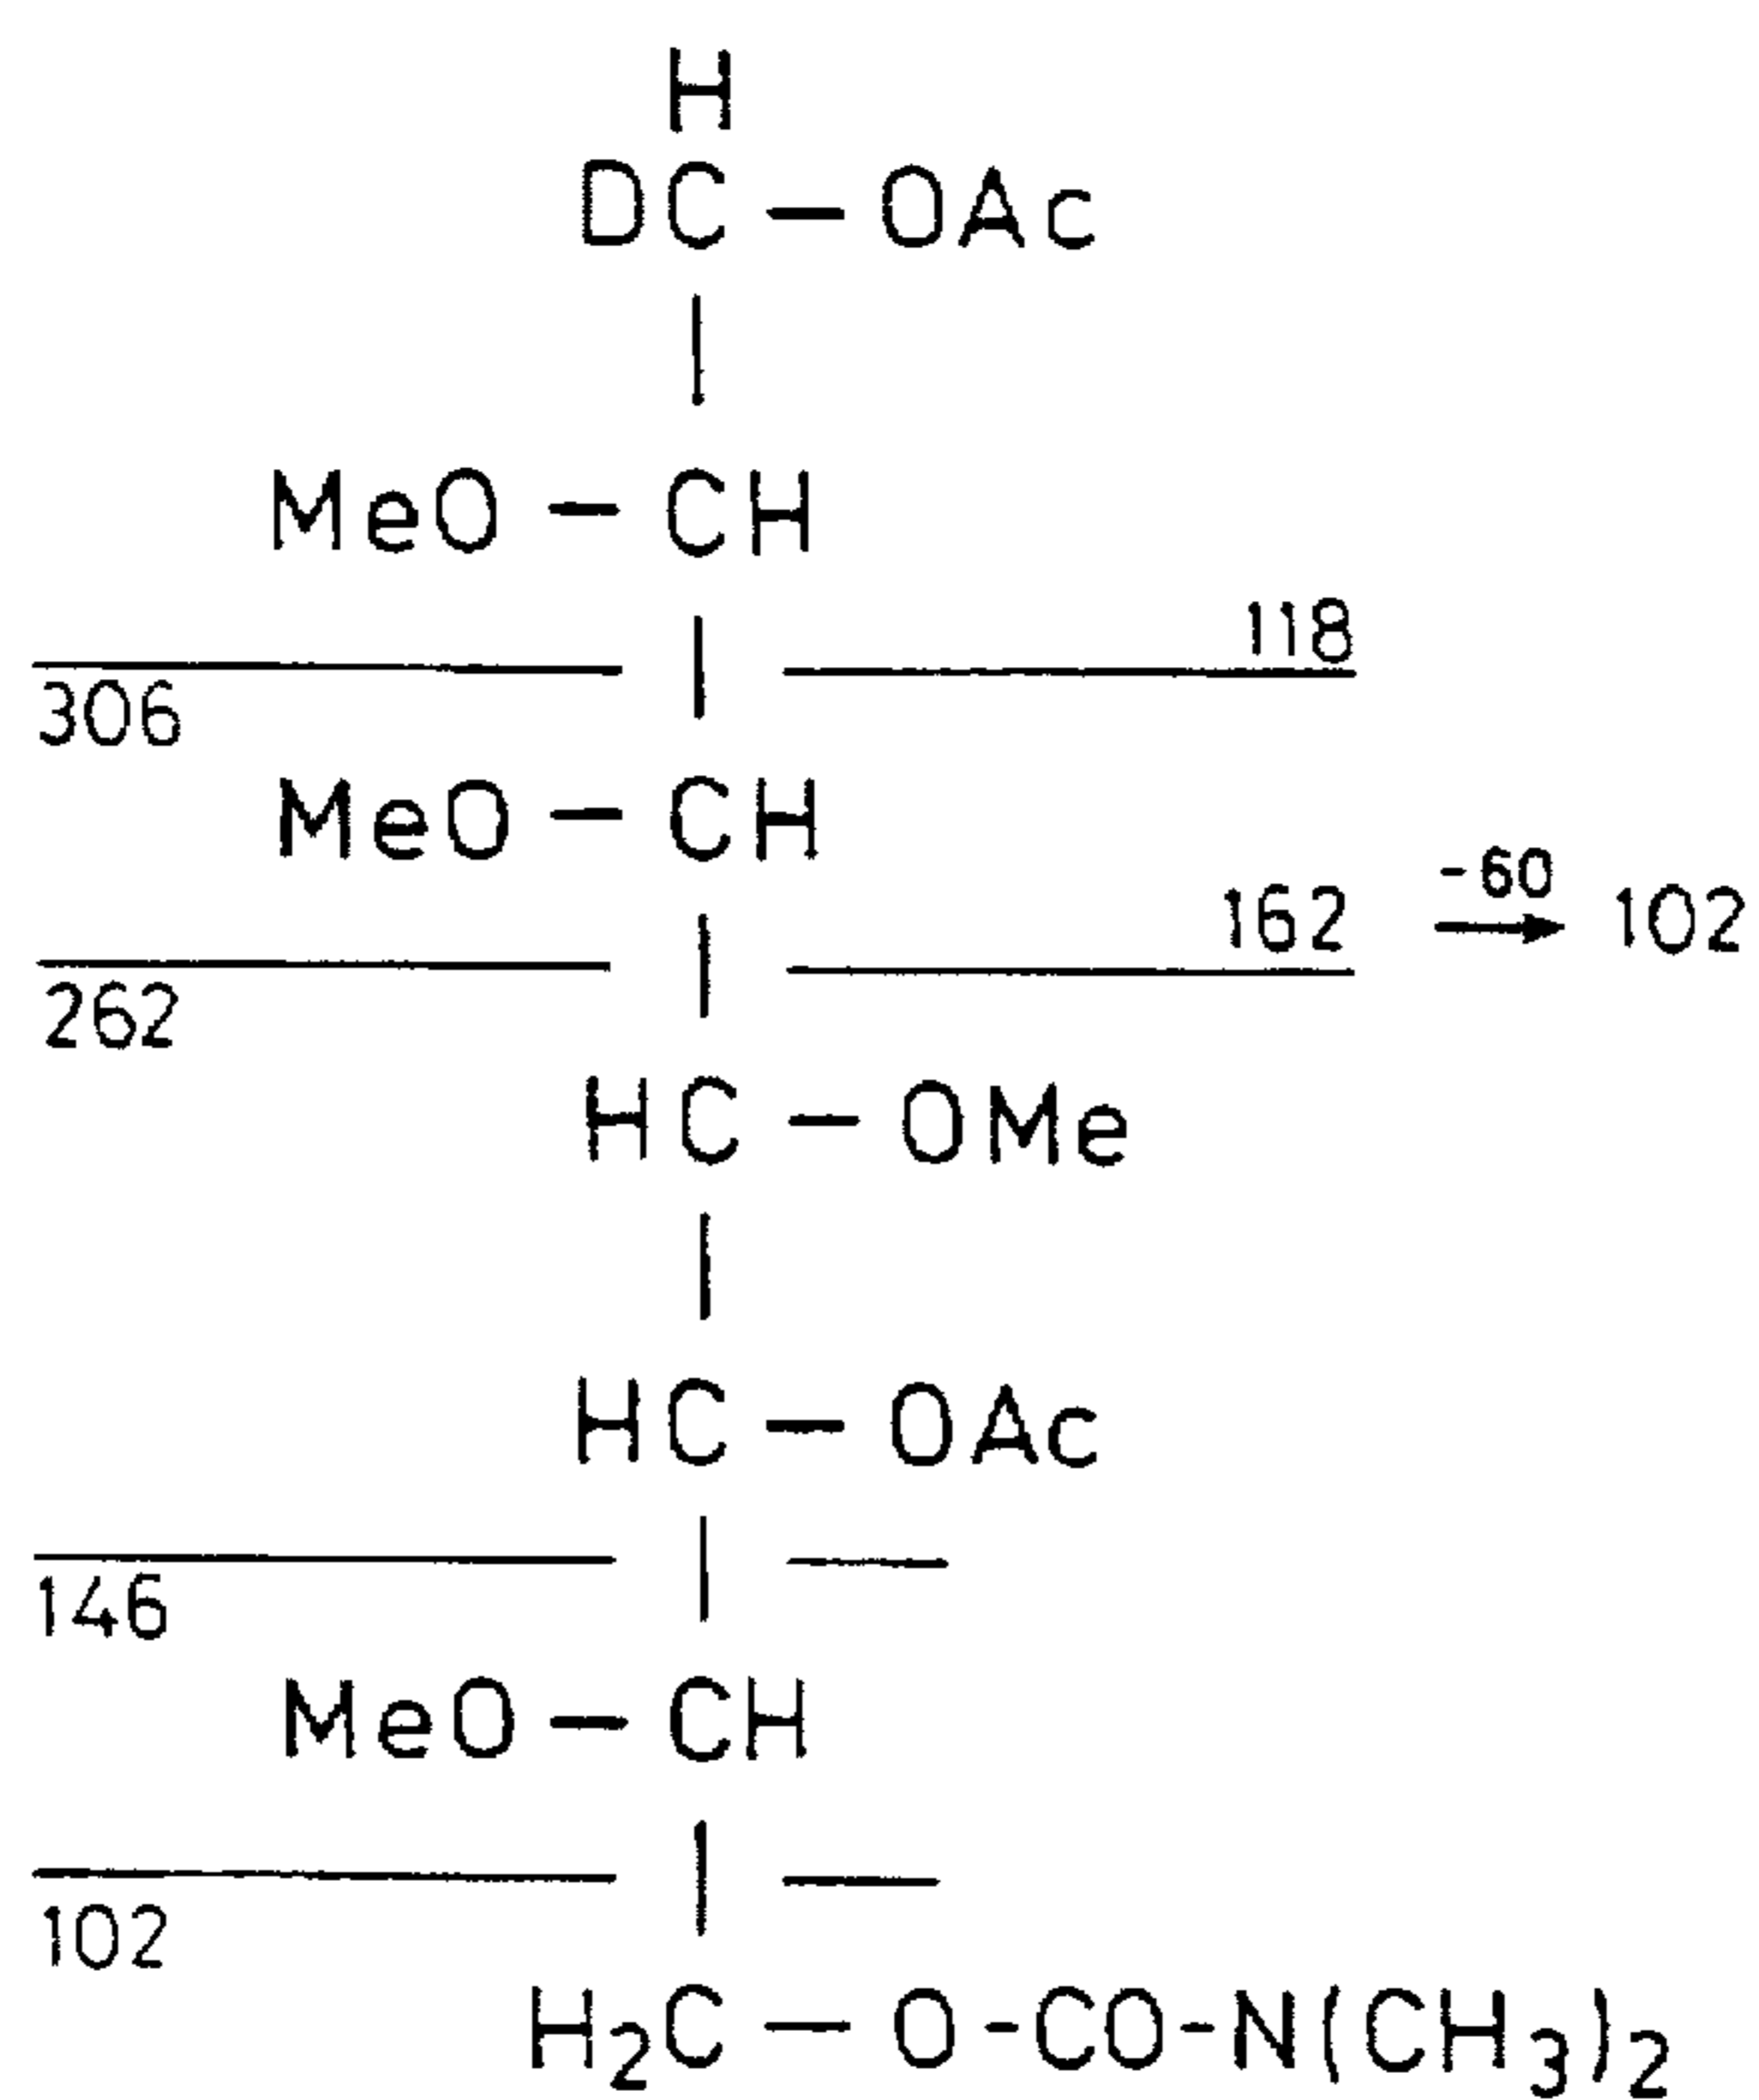 H
DC – OAc
MeO – CH
118
306
MeO – CH
-60
162 → 102
262
HC – OMe
HC – OAc
146
MeO – CH
102
H₂C – O-CO-N(CH₃)₂